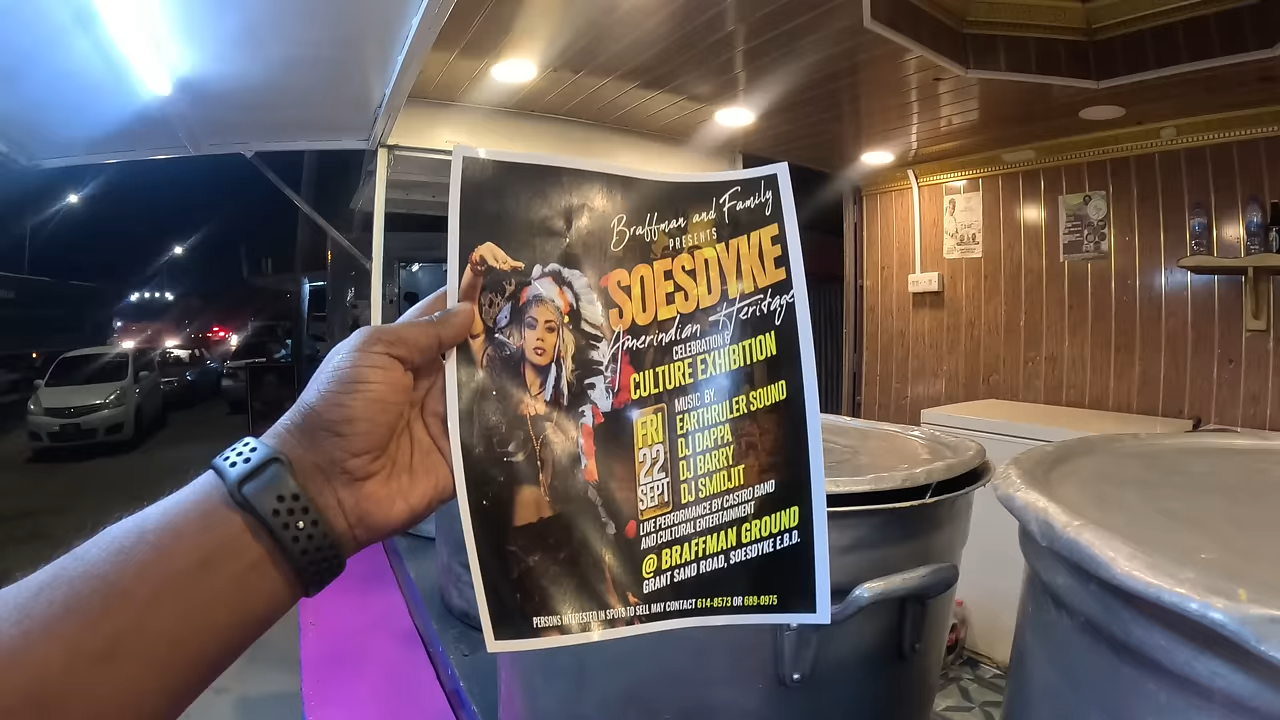 Braffman and Family
PRESENTS
SOESDYKE
Amerindian Heritage
CELEBRATION &
CULTURE EXHIBITION
FRI
22
SEPT
MUSIC BY:
EARTHRULER SOUND
DJ DAPPA
DJ BARRY
DJ SMIDJIT
LIVE PERFORMANCE BY CASTRO BAND
AND CULTURAL ENTERTAINMENT
@ BRAFFMAN GROUND
GRANT SAND ROAD, SOESDYKE E.B.D.
PERSONS INTERESTED IN SPOTS TO SELL MAY CONTACT 614-8573 OR 689-0975